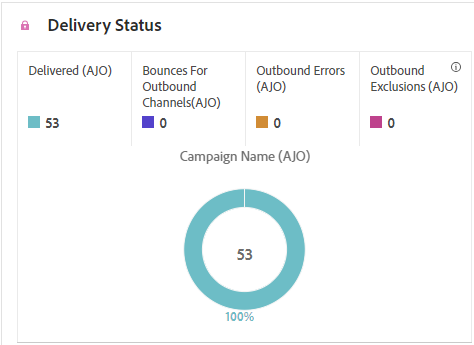 Delivery Status
Delivered (AJO)
53
Bounces For
Outbound
Channels(AJO)
0
Outbound Errors
(AJO)
0
Outbound
Exclusions (AJO)
0
Campaign Name (AJO)
53
100%